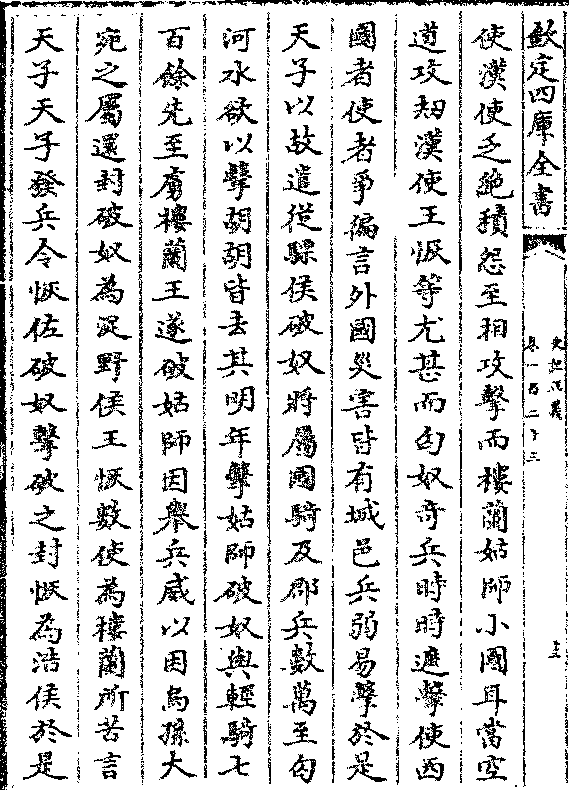 欽定四庫全書
史記正義
卷一百二十三
使漢使乏絶積怨至相攻擊而樓蘭姑師小國耳當空
道攻劫漢使王恢等尤甚而匈奴奇兵時時遮擊使西
國者使者爭徧言外國災害皆有城邑兵弱易擊於是
天子以故遣從驃侯破奴將屬國騎及郡兵數萬至匈
河水欲以擊胡胡皆去其明年擊姑師破奴與輕騎七
百餘先至虜樓蘭王遂破姑師因舉兵威以困烏孫大
宛之屬還封破奴為浞野侯王恢數使為樓蘭所苦言
天子天子發兵令恢佐破奴擊破之封恢為浩侯於是